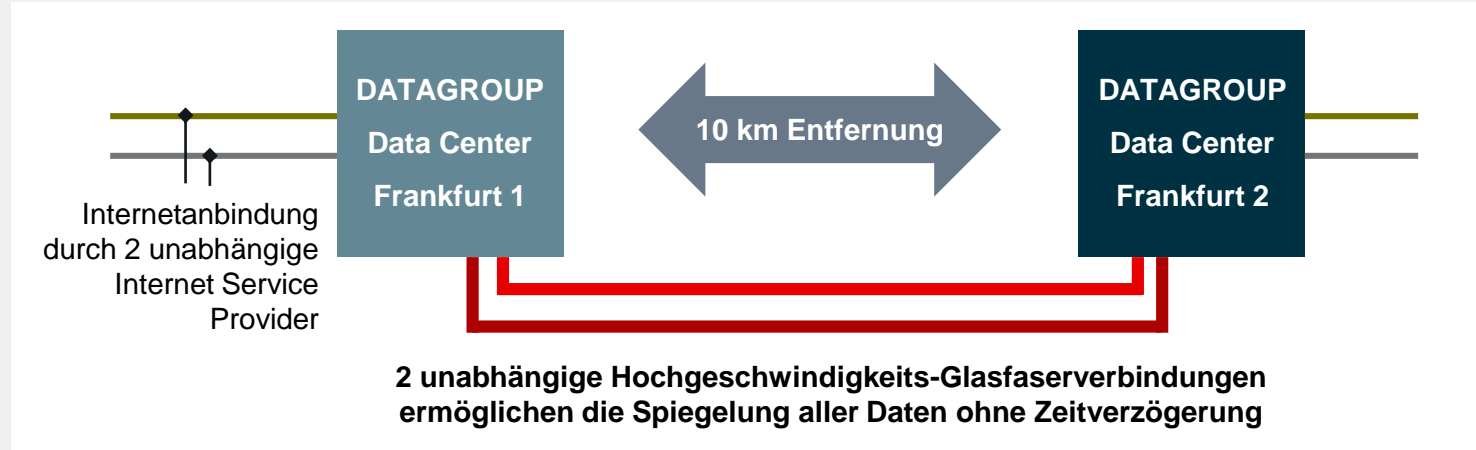 DATAGROUP
Data Center
Frankfurt 1
10 km Entfernung
DATAGROUP
Data Center
Frankfurt 2
Internetanbindung
durch 2 unabhängige
Internet Service
Provider
2 unabhängige Hochgeschwindigkeits-Glasfaserverbindungen
ermöglichen die Spiegelung aller Daten ohne Zeitverzögerung